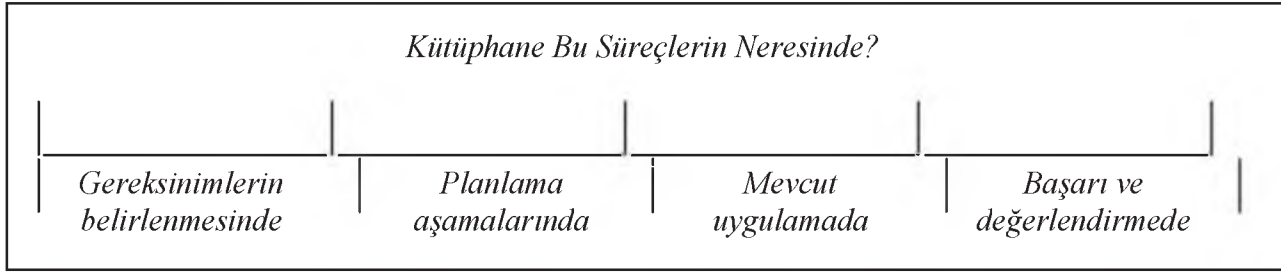 Kütüphane Bu Süreçlerin Neresinde?
Gereksinimlerin belirlenmesinde
Planlama aşamalarında
Mevcut uygulamada
Başarı ve değerlendirmede